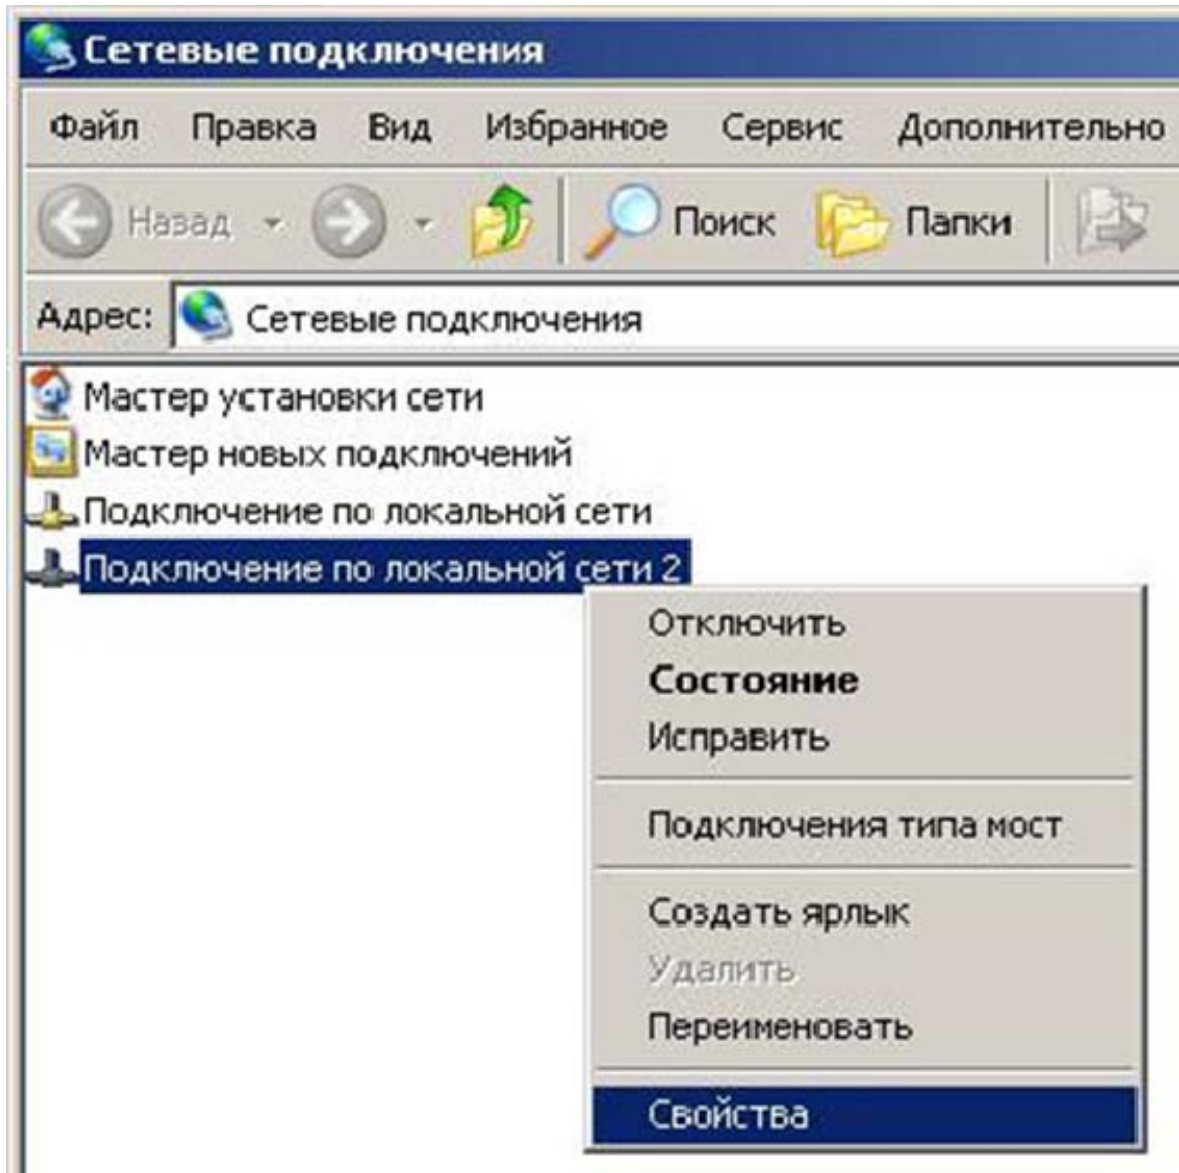 Сетевые подключения
Файл Правка Вид Избранное Сервис Дополнительно
Назад Поиск Папки
Адрес: Сетевые подключения
Мастер установки сети
Мастер новых подключений
Подключение по локальной сети
Подключение по локальной сети 2
Отключить
Состояние
Исправить
Подключения типа мост
Создать ярлык
Удалить
Переименовать
Свойства